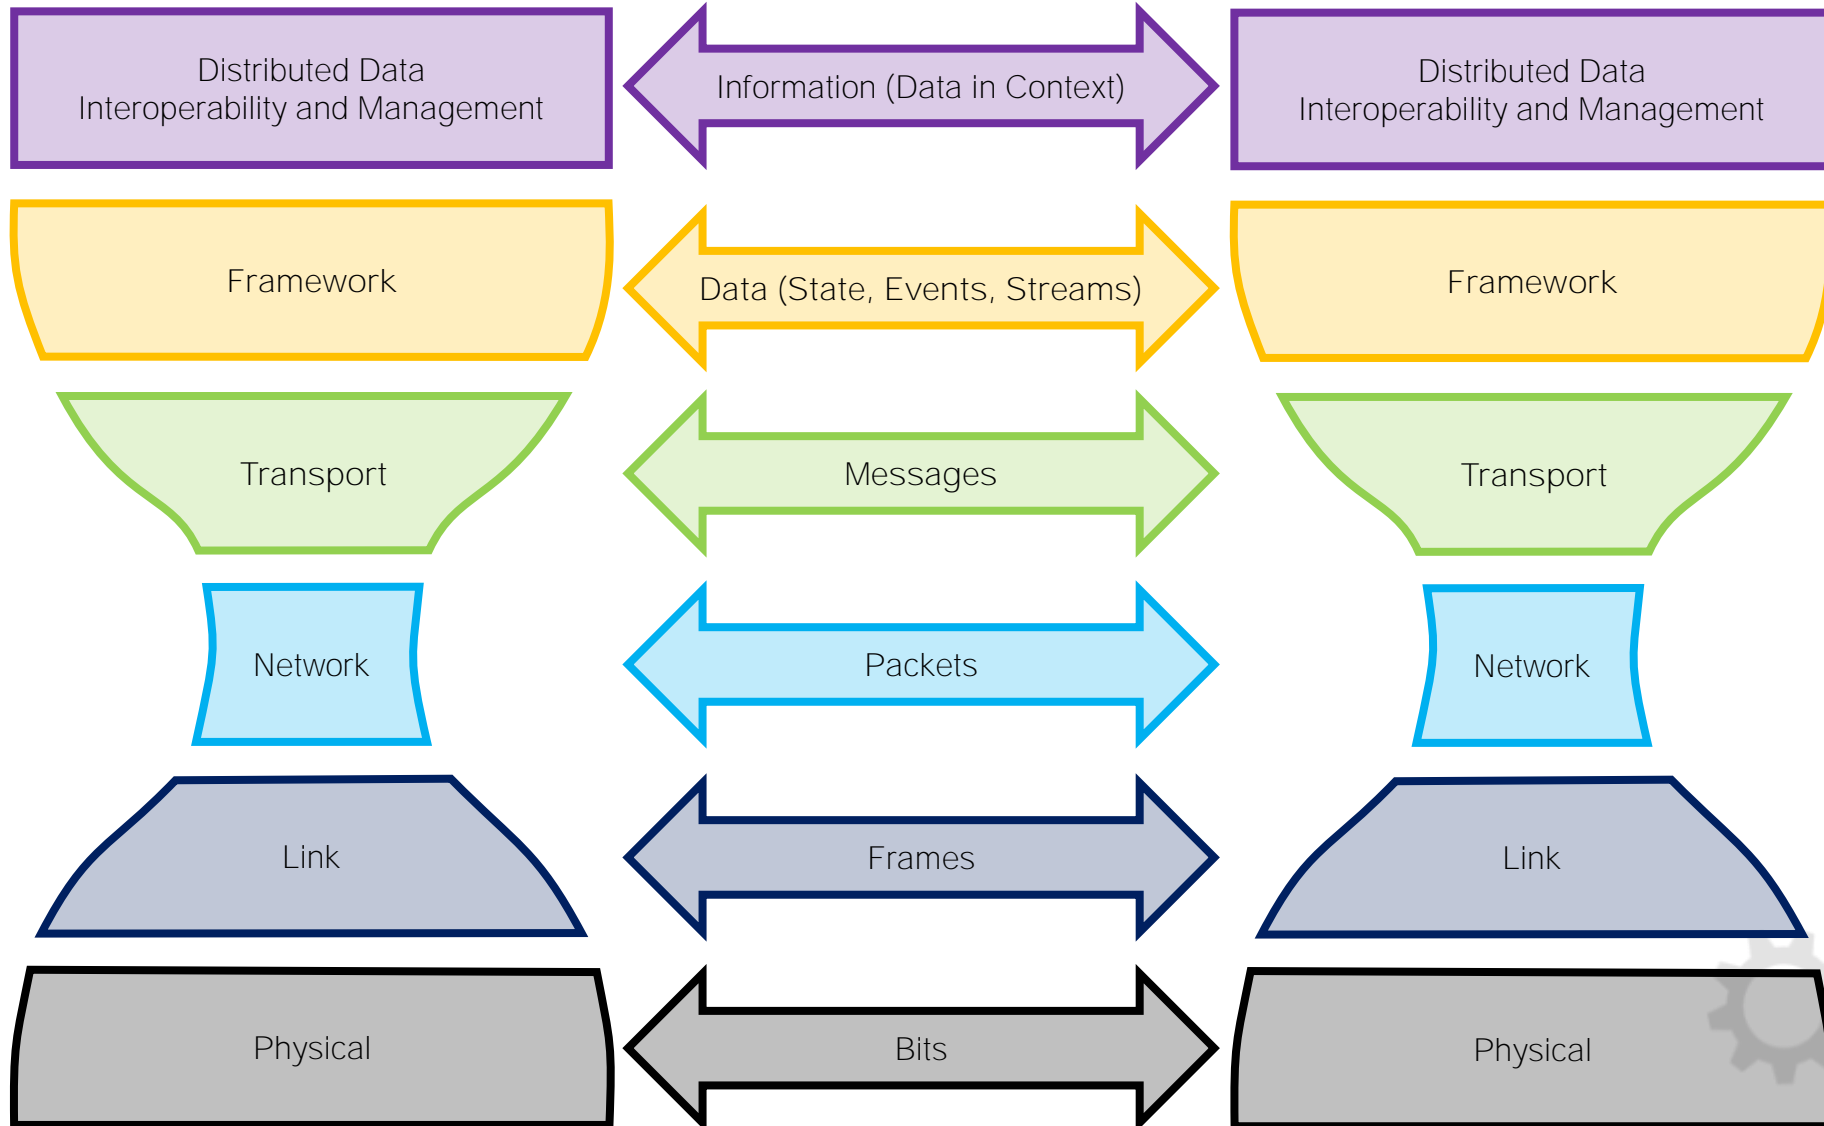 Distributed Data
Interoperability and Management
Information (Data in Context)
Distributed Data
Interoperability and Management
Framework
Data (State, Events, Streams)
Framework
Transport
Messages
Transport
Network
Packets
Network
Link
Frames
Link
Physical
Bits
Physical